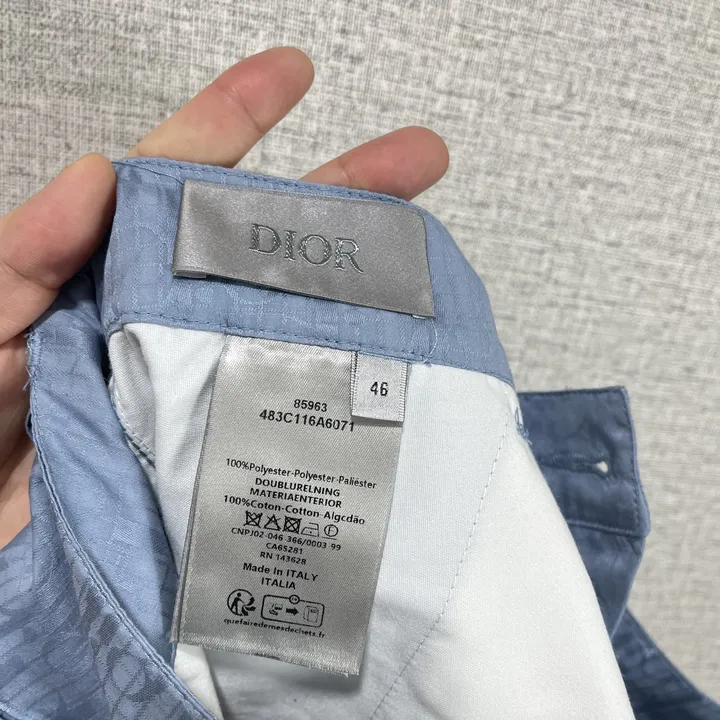 DIOR
46
85963
483C116A6071
100%Polyester-Polyester-Paliéster
DOUBLURELNING
MATERIAENTERIOR
100%Coton-Cotton-Algcdão
CNPJ02-046-366/0003-99
CA65281
RN 143628
Made in ITALY
ITALIA
quefairedemesdechets.fr